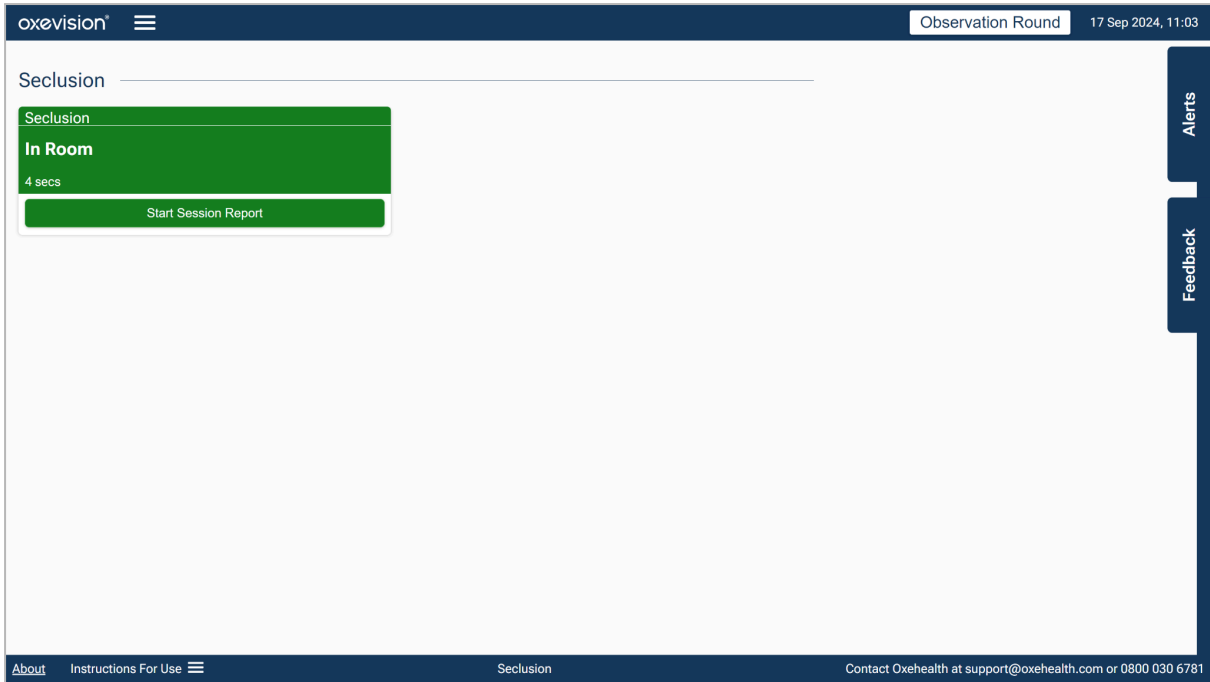 oxevision®
Observation Round
17 Sep 2024, 11:03
Seclusion
Seclusion
In Room
4 secs
Start Session Report
Alerts
Feedback
About
Instructions For Use
Seclusion
Contact Oxehealth at support@oxehealth.com or 0800 030 6781